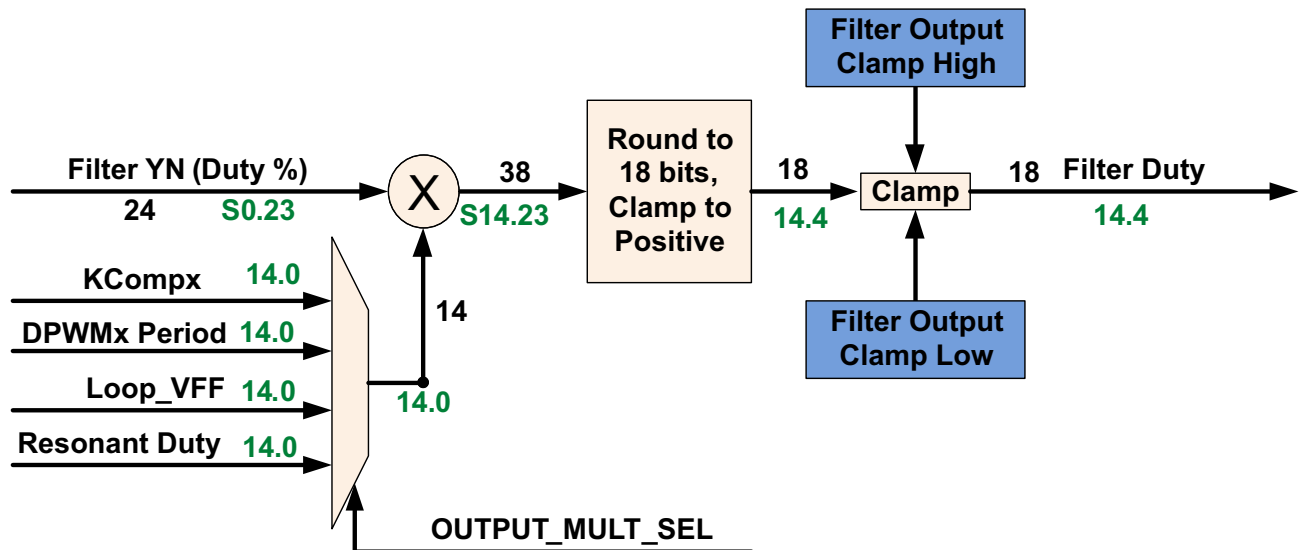 Filter Output
Clamp High
Filter YN (Duty %)
24
S0.23
X
38
S14.23
Round to
18 bits,
Clamp to
Positive
18
14.4
Clamp
18
Filter Duty
14.4
KCompx
14.0
DPWMx Period
14.0
Loop_VFF
14.0
Resonant Duty
14.0
14
14.0
Filter Output
Clamp Low
OUTPUT_MULT_SEL